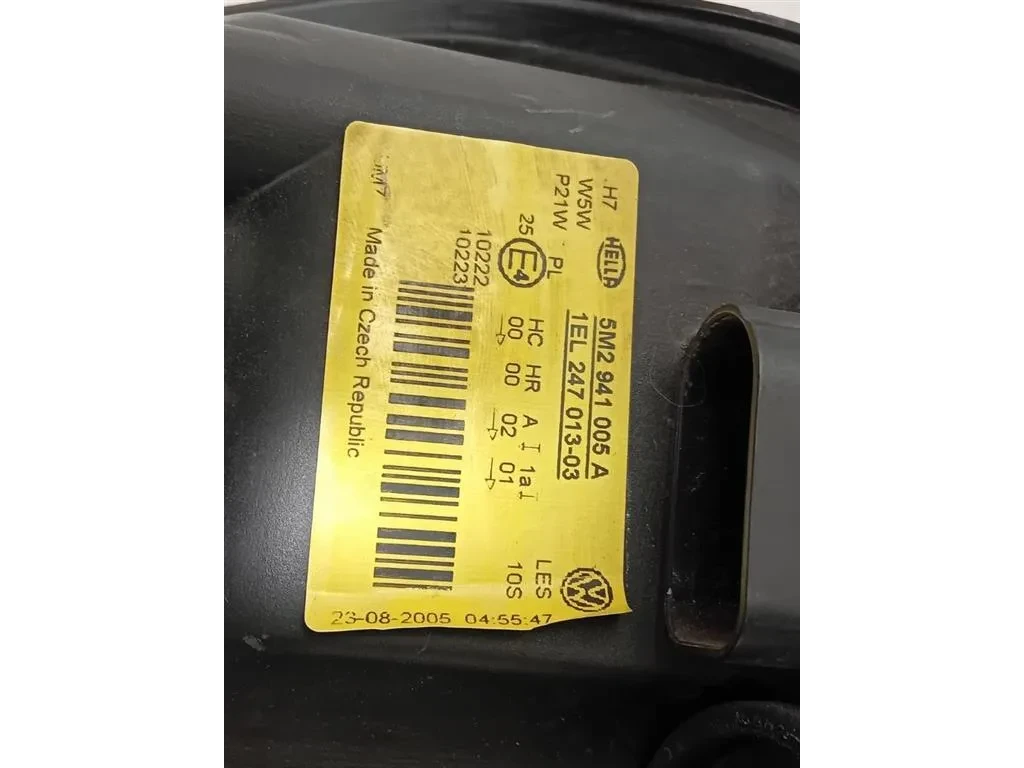 H7
W5W
P21W
PL
HELLA
5M2 941 005 A
1EL 247 013-03
25
E4
HC HR A 1a
00 00 02 01
10222
10223
LES
10S
VW
Made in Czech Republic
23-08-2005 04:55:47